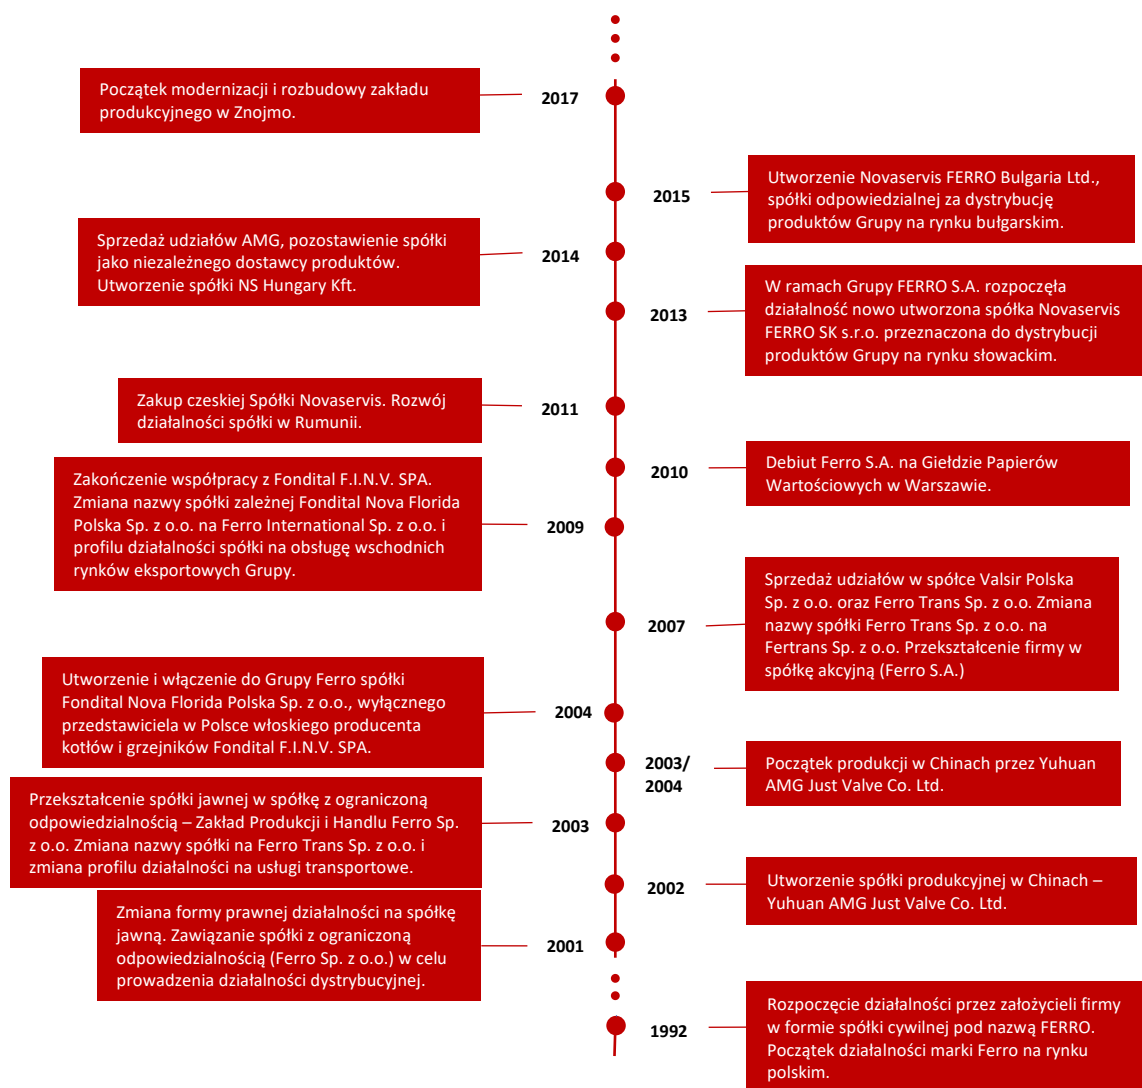 Początek modernizacji i rozbudowy zakładu
produkcyjnego w Znojmo.
2017
Utworzenie Novaservis FERRO Bulgaria Ltd.,
spółki odpowiedzialnej za dystrybucję
produktów Grupy na rynku bułgarskim.
2015
Sprzedaż udziałów AMG, pozostawienie spółki
jako niezależnego dostawcy produktów.
Utworzenie spółki NS Hungary Kft.
2014
W ramach Grupy FERRO S.A. rozpoczęła
działalność nowo utworzona spółka Novaservis
FERRO SK s.r.o. przeznaczona do dystrybucji
produktów Grupy na rynku słowackim.
2013
Zakup czeskiej Spółki Novaservis. Rozwój
działalności spółki w Rumunii.
2011
Debiut Ferro S.A. na Giełdzie Papierów
Wartościowych w Warszawie.
2010
Zakończenie współpracy z Fondital F.I.N.V. SPA.
Zmiana nazwy spółki zależnej Fondital Nova Florida
Polska Sp. z o.o. na Ferro International Sp. z o.o. i
profilu działalności spółki na obsługę wschodnich
rynków eksportowych Grupy.
2009
Sprzedaż udziałów w spółce Valsir Polska
Sp. z o.o. oraz Ferro Trans Sp. z o.o. Zmiana
nazwy spółki Ferro Trans Sp. z o.o. na
Fertrans Sp. z o.o. Przekształcenie firmy w
spółkę akcyjną (Ferro S.A.)
2007
Utworzenie i włączenie do Grupy Ferro spółki
Fondital Nova Florida Polska Sp. z o.o., wyłącznego
przedstawiciela w Polsce włoskiego producenta
kotłów i grzejników Fondital F.I.N.V. SPA.
2004
2003/
2004
Początek produkcji w Chinach przez Yuhuan
AMG Just Valve Co. Ltd.
Przekształcenie spółki jawnej w spółkę z ograniczoną
odpowiedzialnością – Zakład Produkcji i Handlu Ferro Sp.
z o.o. Zmiana nazwy spółki na Ferro Trans Sp. z o.o. i
zmiana profilu działalności na usługi transportowe.
2003
2002
Utworzenie spółki produkcyjnej w Chinach –
Yuhuan AMG Just Valve Co. Ltd.
Zmiana formy prawnej działalności na spółkę
jawną. Zawiązanie spółki z ograniczoną
odpowiedzialnością (Ferro Sp. z o.o.) w celu
prowadzenia działalności dystrybucyjnej.
2001
Rozpoczęcie działalności przez założycieli firmy
w formie spółki cywilnej pod nazwą FERRO.
Początek działalności marki Ferro na rynku
polskim.
1992